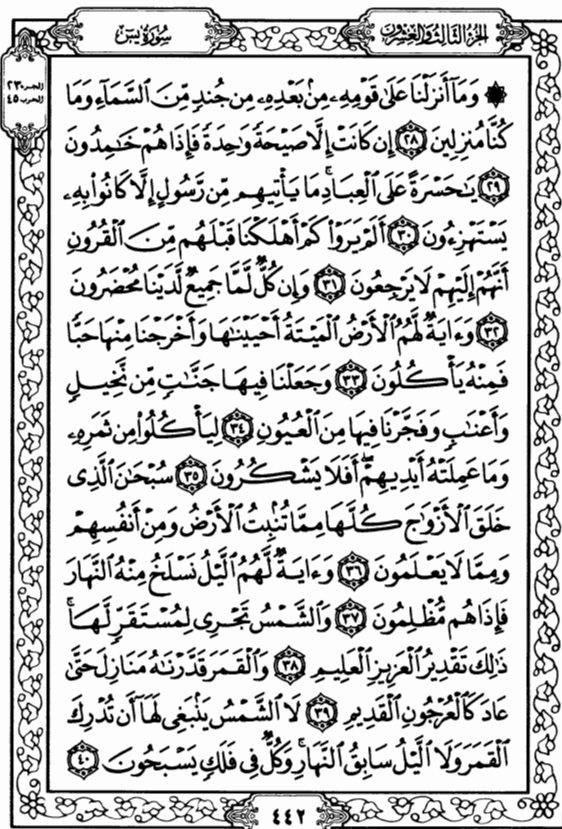 الجزء الثالث والعشرون
سورة يس
الجزء ٢٣
الحزب ٤٥
۞ وَمَآ أَنزَلْنَا عَلَىٰ قَوْمِهِۦ مِنۢ بَعْدِهِۦ مِن جُندٍ مِّنَ ٱلسَّمَآءِ وَمَا
كُنَّا مُنزِلِينَ ٢٨ إِن كَانَتْ إِلَّا صَيْحَةً وَٰحِدَةً فَإِذَا هُمْ خَـٰمِدُونَ
٢٩ يَـٰحَسْرَةً عَلَى ٱلْعِبَادِ ۚ مَا يَأْتِيهِم مِّن رَّسُولٍ إِلَّا كَانُوا۟ بِهِۦ
يَسْتَهْزِءُونَ ٣٠ أَلَمْ يَرَوْا۟ كَمْ أَهْلَكْنَا قَبْلَهُم مِّنَ ٱلْقُرُونِ
أَنَّهُمْ إِلَيْهِمْ لَا يَرْجِعُونَ ٣١ وَإِن كُلٌّ لَّمَّا جَمِيعٌ لَّدَيْنَا مُحْضَرُونَ
٣٢ وَءَايَةٌ لَّهُمُ ٱلْأَرْضُ ٱلْمَيْتَةُ أَحْيَيْنَـٰهَا وَأَخْرَجْنَا مِنْهَا حَبًّا
فَمِنْهُ يَأْكُلُونَ ٣٣ وَجَعَلْنَا فِيهَا جَنَّـٰتٍ مِّن نَّخِيلٍ
وَأَعْنَـٰبٍ وَفَجَّرْنَا فِيهَا مِنَ ٱلْعُيُونِ ٣٤ لِيَأْكُلُوا۟ مِن ثَمَرِهِۦ
وَمَا عَمِلَتْهُ أَيْدِيهِمْ ۖ أَفَلَا يَشْكُرُونَ ٣٥ سُبْحَـٰنَ ٱلَّذِى
خَلَقَ ٱلْأَزْوَٰجَ كُلَّهَا مِمَّا تُنۢبِتُ ٱلْأَرْضُ وَمِنْ أَنفُسِهِمْ
وَمِمَّا لَا يَعْلَمُونَ ٣٦ وَءَايَةٌ لَّهُمُ ٱلَّيْلُ نَسْلَخُ مِنْهُ ٱلنَّهَارَ
فَإِذَا هُم مُّظْلِمُونَ ٣٧ وَٱلشَّمْسُ تَجْرِى لِمُسْتَقَرٍّ لَّهَا ۚ
ذَٰلِكَ تَقْدِيرُ ٱلْعَزِيزِ ٱلْعَلِيمِ ٣٨ وَٱلْقَمَرَ قَدَّرْنَـٰهُ مَنَازِلَ حَتَّىٰ
عَادَ كَٱلْعُرْجُونِ ٱلْقَدِيمِ ٣٩ لَا ٱلشَّمْسُ يَنۢبَغِى لَهَآ أَن تُدْرِكَ
ٱلْقَمَرَ وَلَا ٱلَّيْلُ سَابِقُ ٱلنَّهَارِ ۚ وَكُلٌّ فِى فَلَكٍ يَسْبَحُونَ ٤٠
٤٤٢